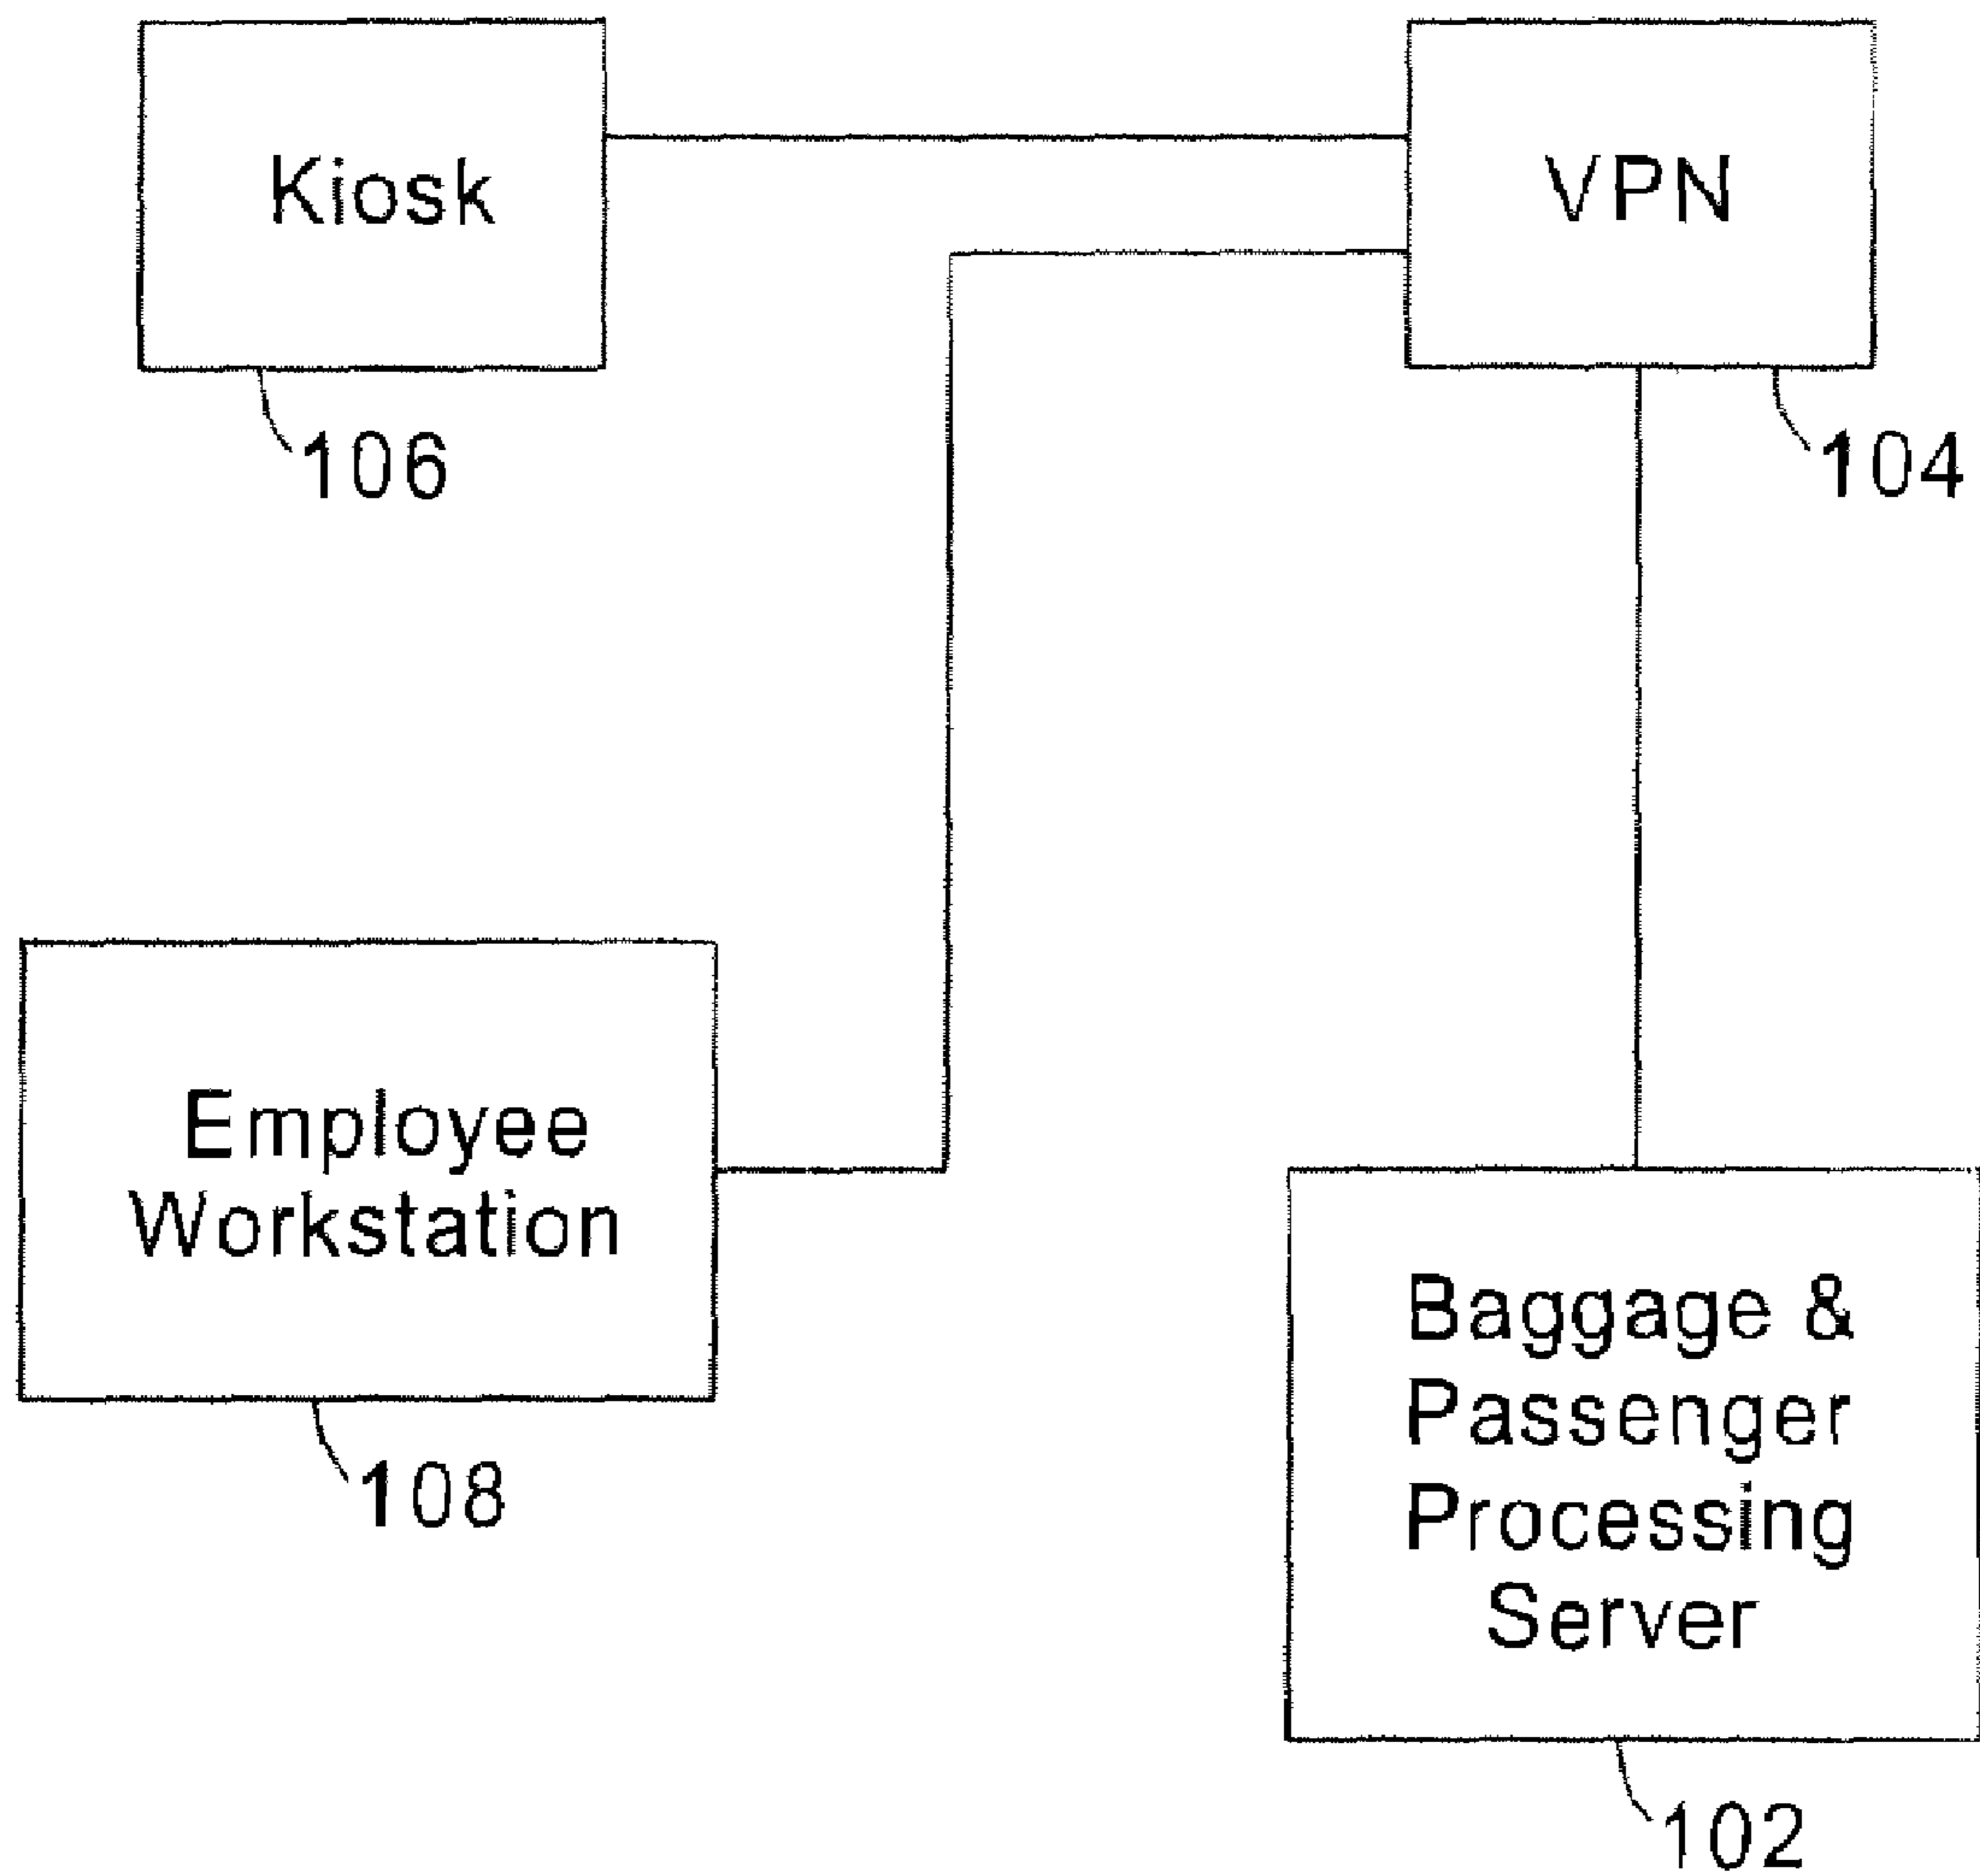 Kiosk
VPN
106
104
Employee
Workstation
108
Baggage &
Passenger
Processing
Server
102